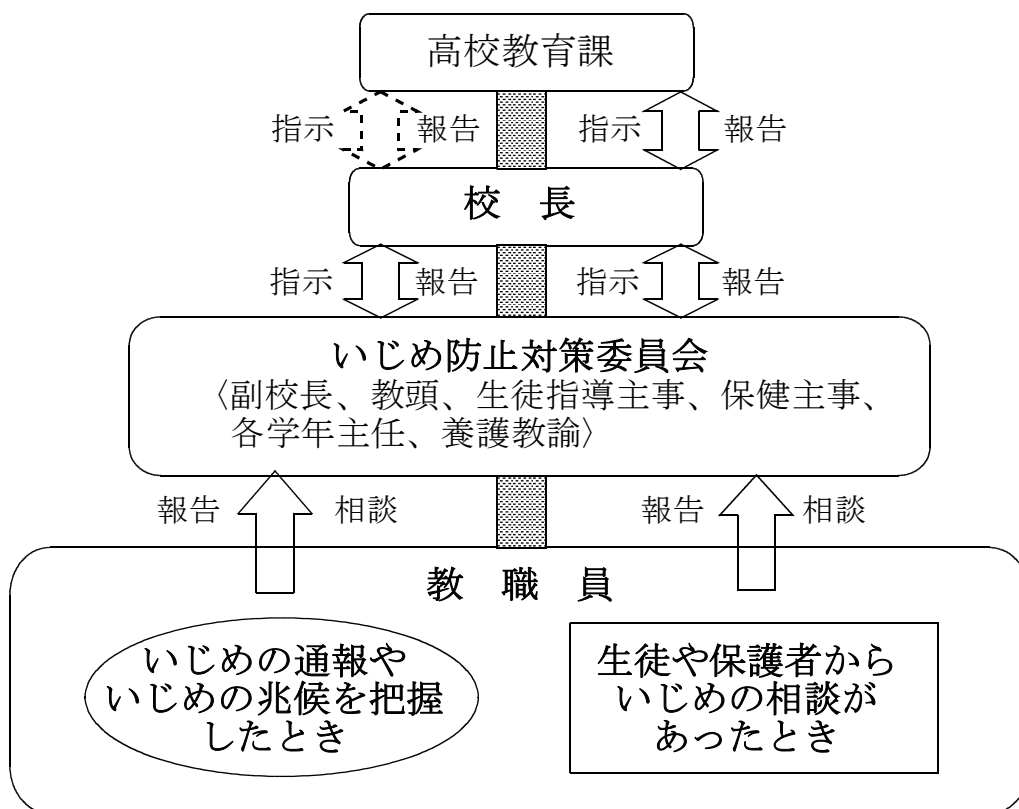 高校教育課
指示 報告 指示 報告
校 長
指示 報告 指示 報告
いじめ防止対策委員会
〈副校長、教頭、生徒指導主事、保健主事、
各学年主任、養護教諭〉
報告 相談 報告 相談
教 職 員
いじめの通報や
いじめの兆候を把握
したとき
生徒や保護者から
いじめの相談が
あったとき